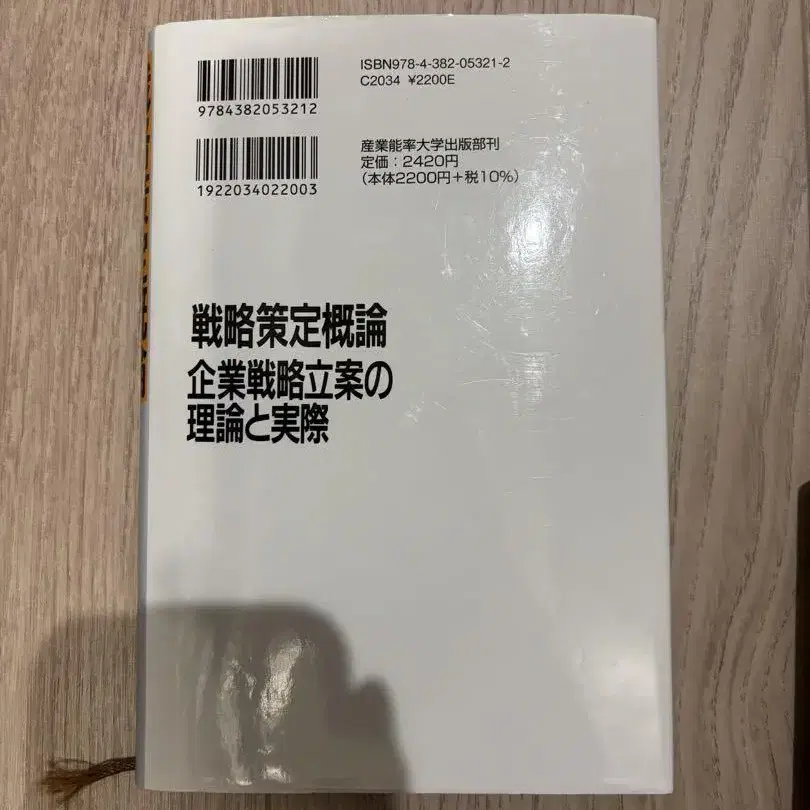 ISBN978-4-382-05321-2
C2034 ¥2200E
9784382053212
産業能率大学出版部刊
定価：2420円
（本体2200円＋税10%）
1922034022003
戦略策定概論
企業戦略立案の
理論と実際